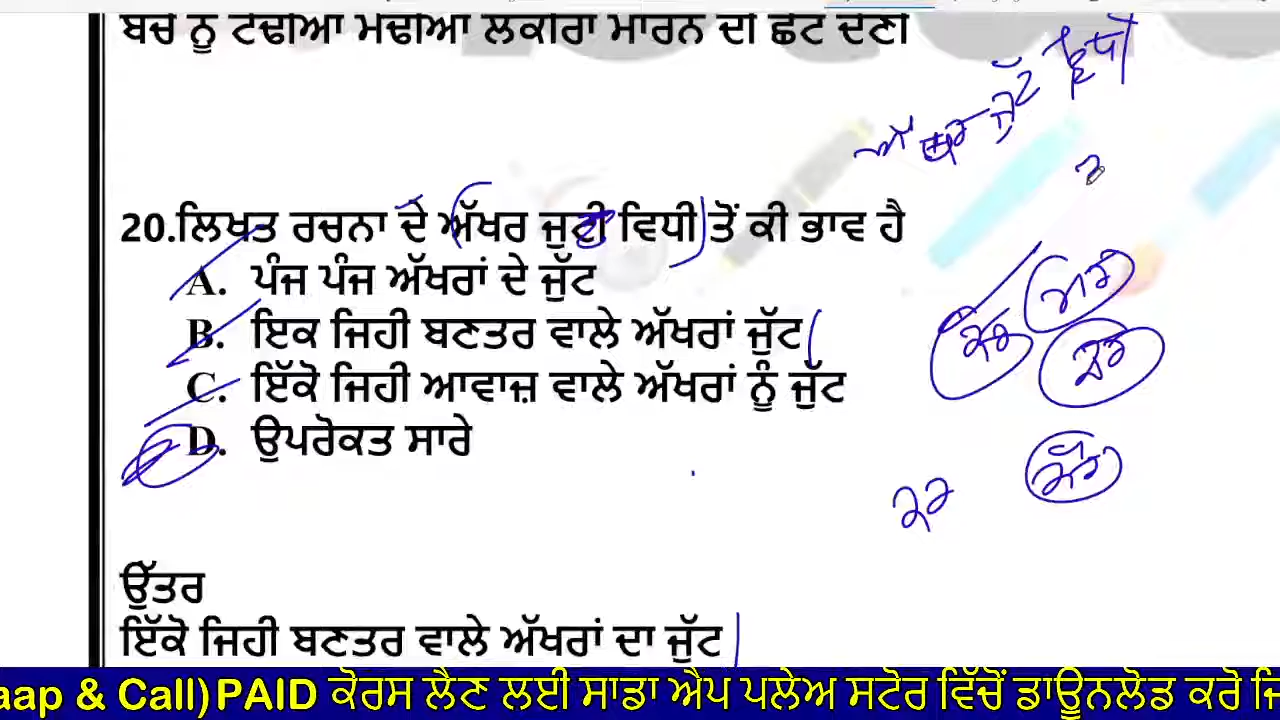 ਬੱਚੇ ਨੂੰ ਟੇਢੀਆਂ ਮੇਢੀਆਂ ਲਕੀਰਾਂ ਮਾਰਨ ਦੀ ਛੋਟ ਦੇਣੀ
ਅੱਖਰ ਜੁੱਟ ਵਿਧੀ
20.ਲਿਖਤ ਰਚਨਾ ਦੇ ਅੱਖਰ ਜੁਟੀ ਵਿਧੀ ਤੋਂ ਕੀ ਭਾਵ ਹੈ
A. ਪੰਜ ਪੰਜ ਅੱਖਰਾਂ ਦੇ ਜੁੱਟ
B. ਇਕ ਜਿਹੀ ਬਣਤਰ ਵਾਲੇ ਅੱਖਰਾਂ ਜੁੱਟ
C. ਇੱਕੋ ਜਿਹੀ ਆਵਾਜ਼ ਵਾਲੇ ਅੱਖਰਾਂ ਨੂੰ ਜੁੱਟ
D. ਉਪਰੋਕਤ ਸਾਰੇ
ਉੱਤਰ
ਇੱਕੋ ਜਿਹੀ ਬਣਤਰ ਵਾਲੇ ਅੱਖਰਾਂ ਦਾ ਜੁੱਟ
aap & Call) PAID ਕੋਰਸ ਲੈਣ ਲਈ ਸਾਡਾ ਐਪ ਪਲੇਅ ਸਟੋਰ ਵਿੱਚੋਂ ਡਾਊਨਲੋਡ ਕਰੋ ਜਿ